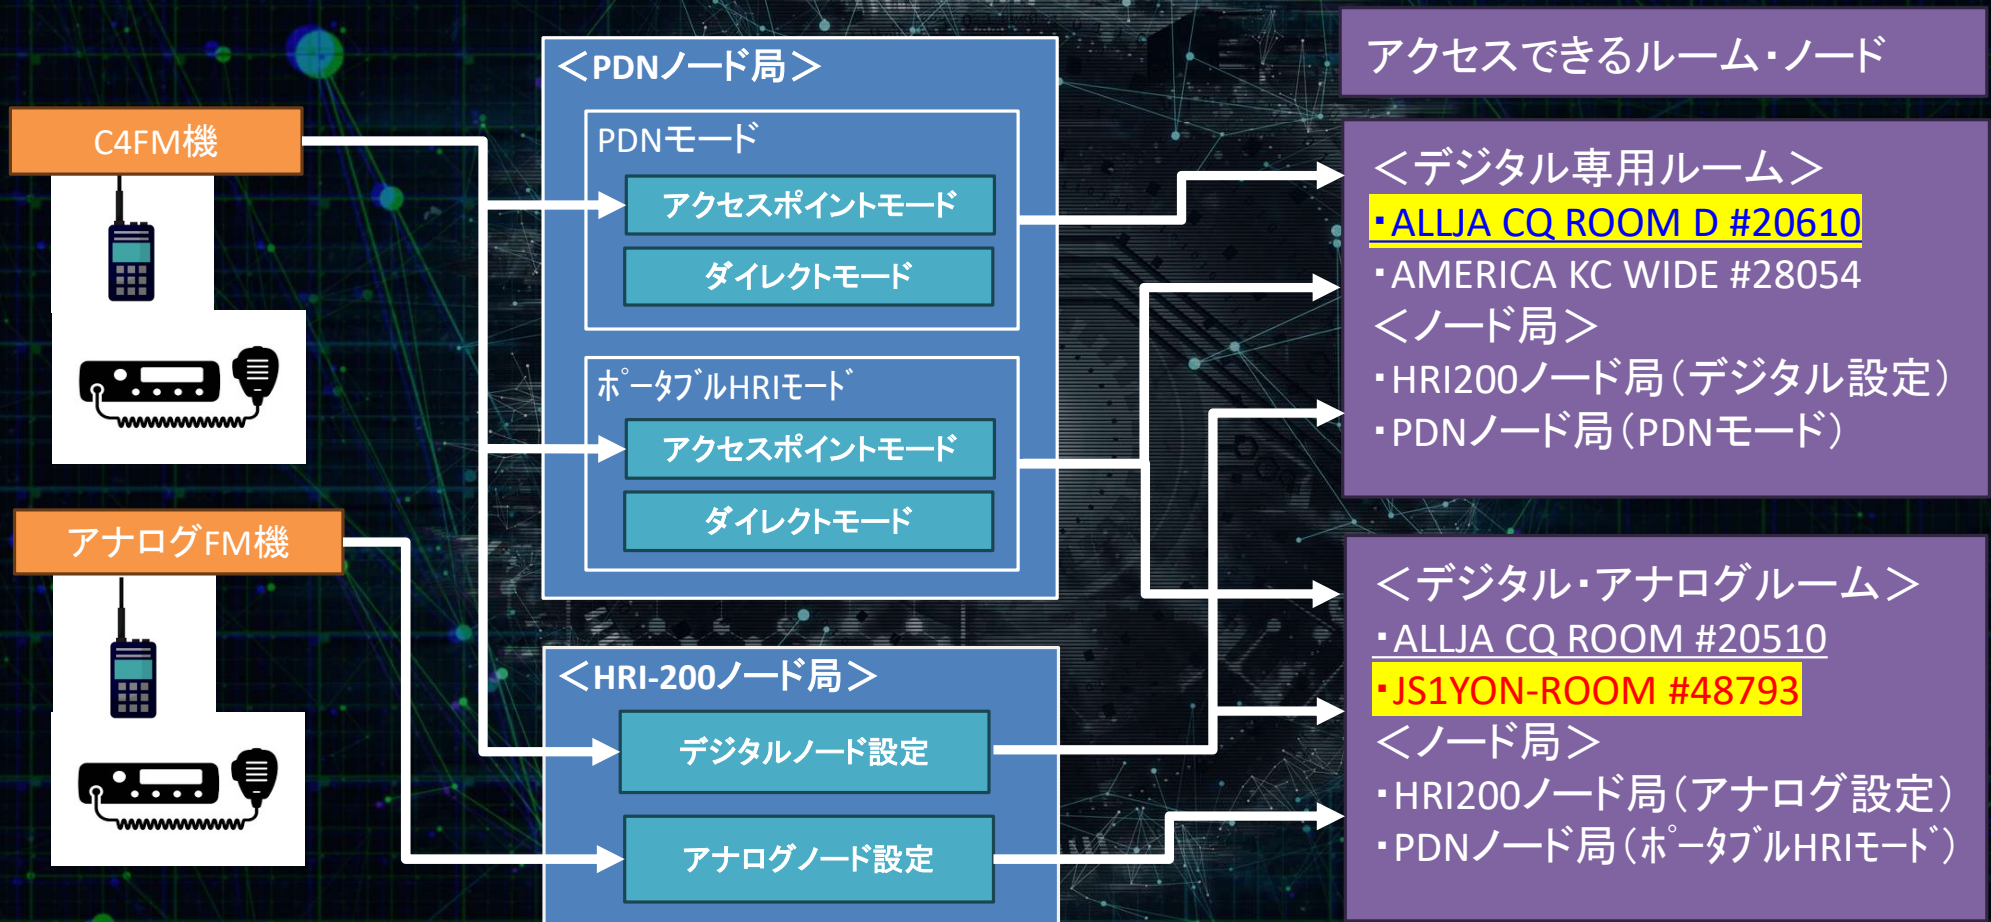 C4FM機
アナログFM機
＜PDNノード局＞
PDNモード
アクセスポイントモード
ダイレクトモード
ﾎﾟｰﾀﾌﾞﾙHRIﾓｰﾄﾞ
アクセスポイントモード
ダイレクトモード
＜HRI-200ノード局＞
デジタルノード設定
アナログノード設定
アクセスできるルーム・ノード
＜デジタル専用ルーム＞
・ALLJA CQ ROOM D #20610
・AMERICA KC WIDE #28054
＜ノード局＞
・HRI200ノード局（デジタル設定）
・PDNノード局（PDNモード）
＜デジタル・アナログルーム＞
・ALLJA CQ ROOM #20510
・JS1YON-ROOM #48793
＜ノード局＞
・HRI200ノード局（アナログ設定）
・PDNノード局（ﾎﾟｰﾀﾌﾞﾙHRIﾓｰﾄﾞ）